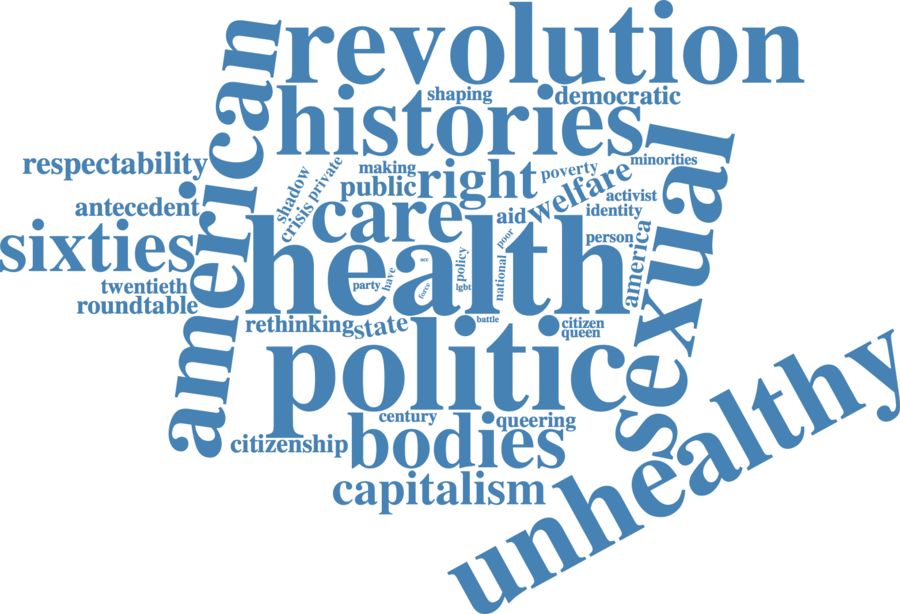 revolution
american
histories
shaping
democratic
respectability
sexual
making
right
poverty
minorities
public
private
shadow
crisis
care
aid
welfare
activist
identity
antecedent
sixties
health
person
america
poor
policy
national
party
have
force
lgbt
twentieth
roundtable
rethinking
state
battle
citizen
queen
politic
century
queering
citizenship
bodies
capitalism
unhealthy